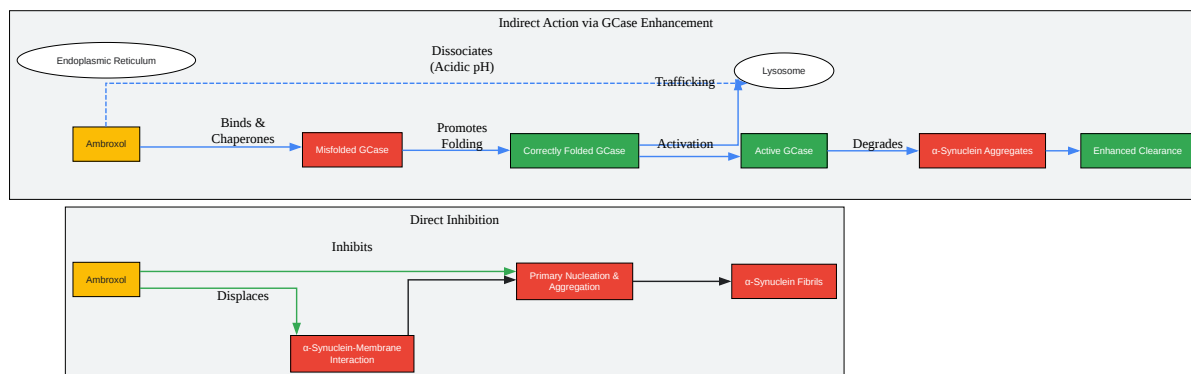 Indirect Action via GCase Enhancement
Endoplasmic Reticulum
Dissociates
(Acidic pH)
Lysosome
Trafficking
Ambroxol
Binds &
Chaperones
Misfolded GCase
Promotes
Folding
Correctly Folded GCase
Activation
Active GCase
Degrades
α-Synuclein Aggregates
Enhanced Clearance
Direct Inhibition
Ambroxol
Inhibits
Displaces
α-Synuclein-Membrane
Interaction
Primary Nucleation &
Aggregation
α-Synuclein Fibrils